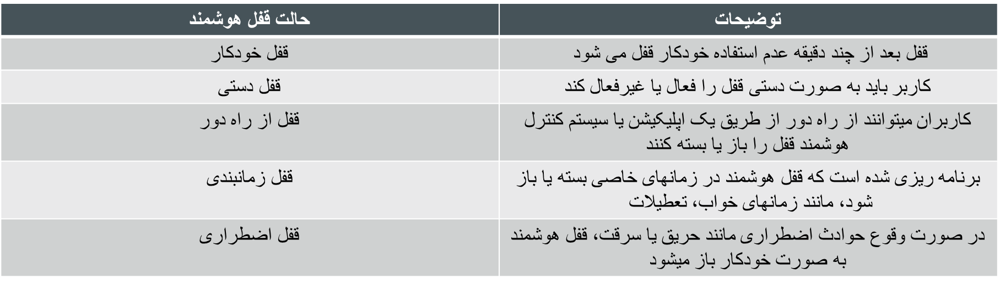 توضیحات
حالت قفل هوشمند
قفل بعد از چند دقیقه عدم استفاده خودکار قفل می شود
قفل خودکار
کاربر باید به صورت دستی قفل را فعال یا غیرفعال کند
قفل دستی
کاربران میتوانند از راه دور از طریق یک اپلیکیشن یا سیستم کنترل
هوشمند قفل را باز یا بسته کنند
قفل از راه دور
برنامه ریزی شده است که قفل هوشمند در زمانهای خاصی بسته یا باز
شود، مانند زمانهای خواب، تعطیلات
قفل زمانبندی
در صورت وقوع حوادث اضطراری مانند حریق یا سرقت، قفل هوشمند
به صورت خودکار باز میشود
قفل اضطراری